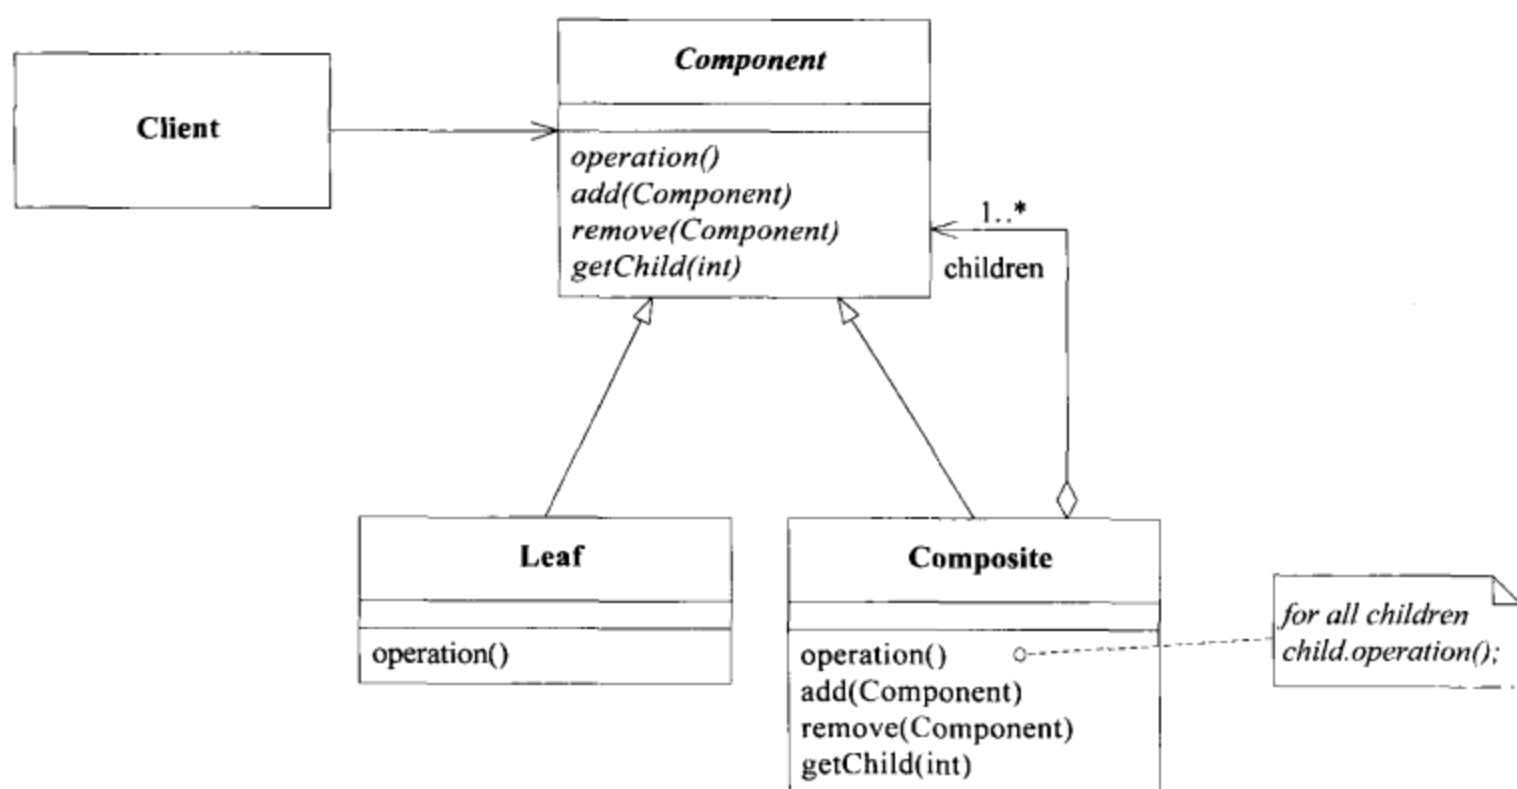 Component
Client
operation()
add(Component)
remove(Component)
getChild(int)
1..*
children
Leaf
operation()
Composite
operation()
add(Component)
remove(Component)
getChild(int)
for all children
child.operation();